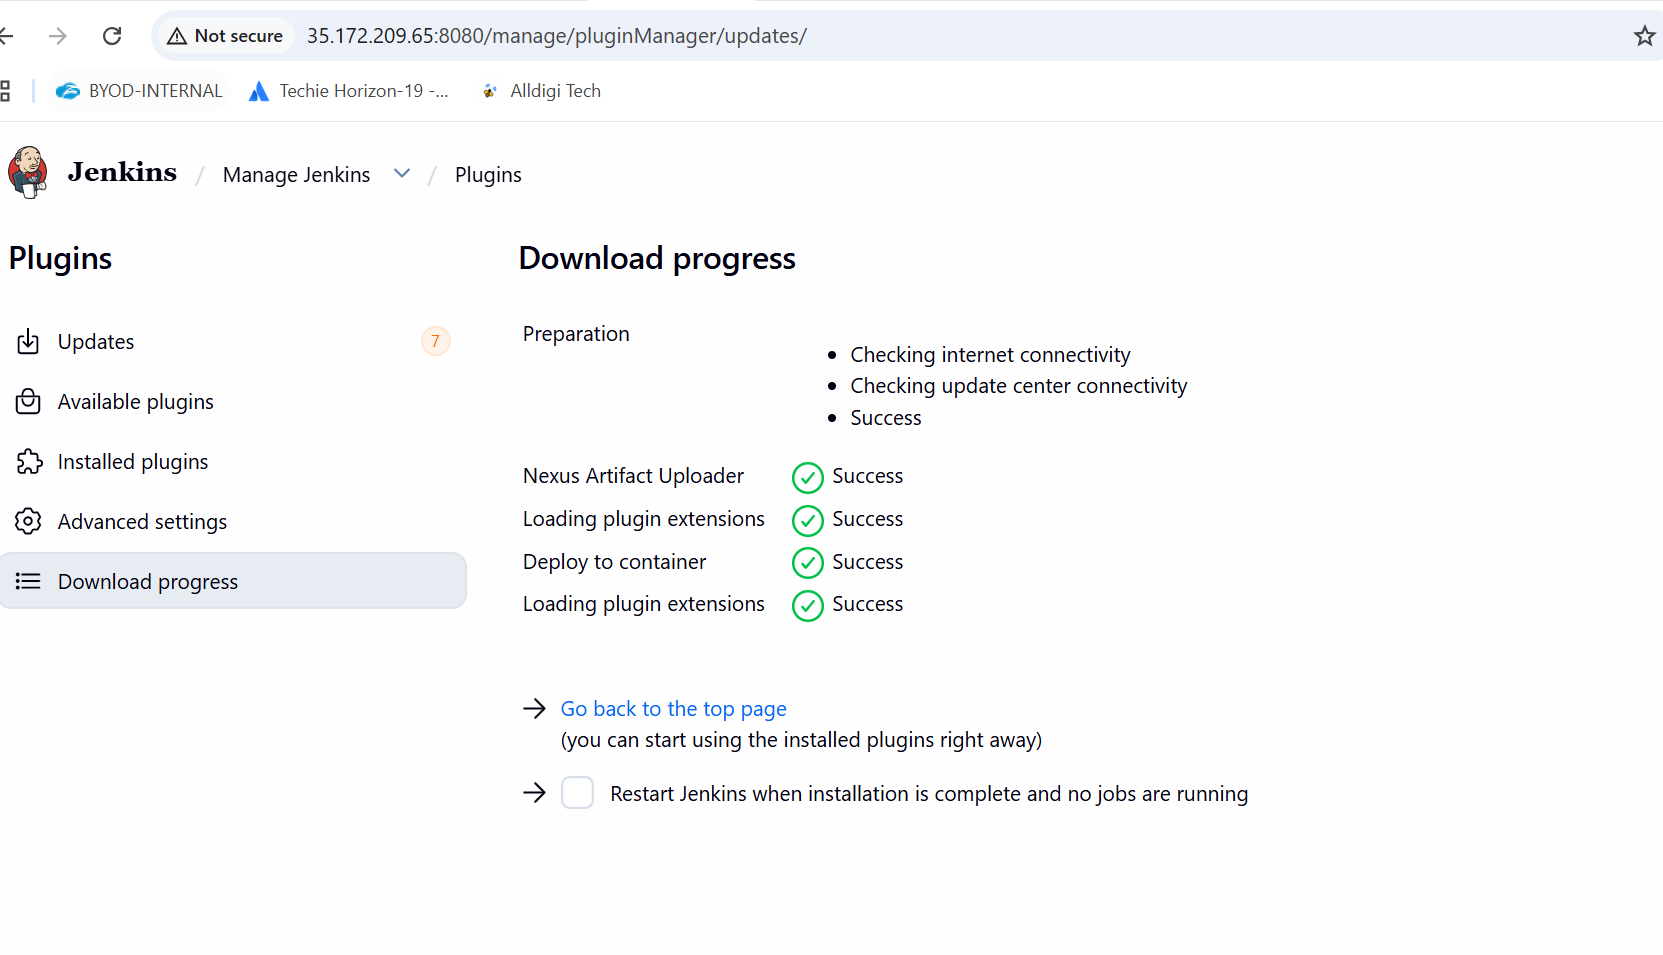 Not secure 35.172.209.65:8080/manage/pluginManager/updates/
BYOD-INTERNAL Techie Horizon-19 -... Alldigi Tech
Jenkins / Manage Jenkins / Plugins
Plugins
Updates 7
Available plugins
Installed plugins
Advanced settings
Download progress
Download progress
Preparation
• Checking internet connectivity
• Checking update center connectivity
• Success
Nexus Artifact Uploader Success
Loading plugin extensions Success
Deploy to container Success
Loading plugin extensions Success
Go back to the top page
(you can start using the installed plugins right away)
Restart Jenkins when installation is complete and no jobs are running